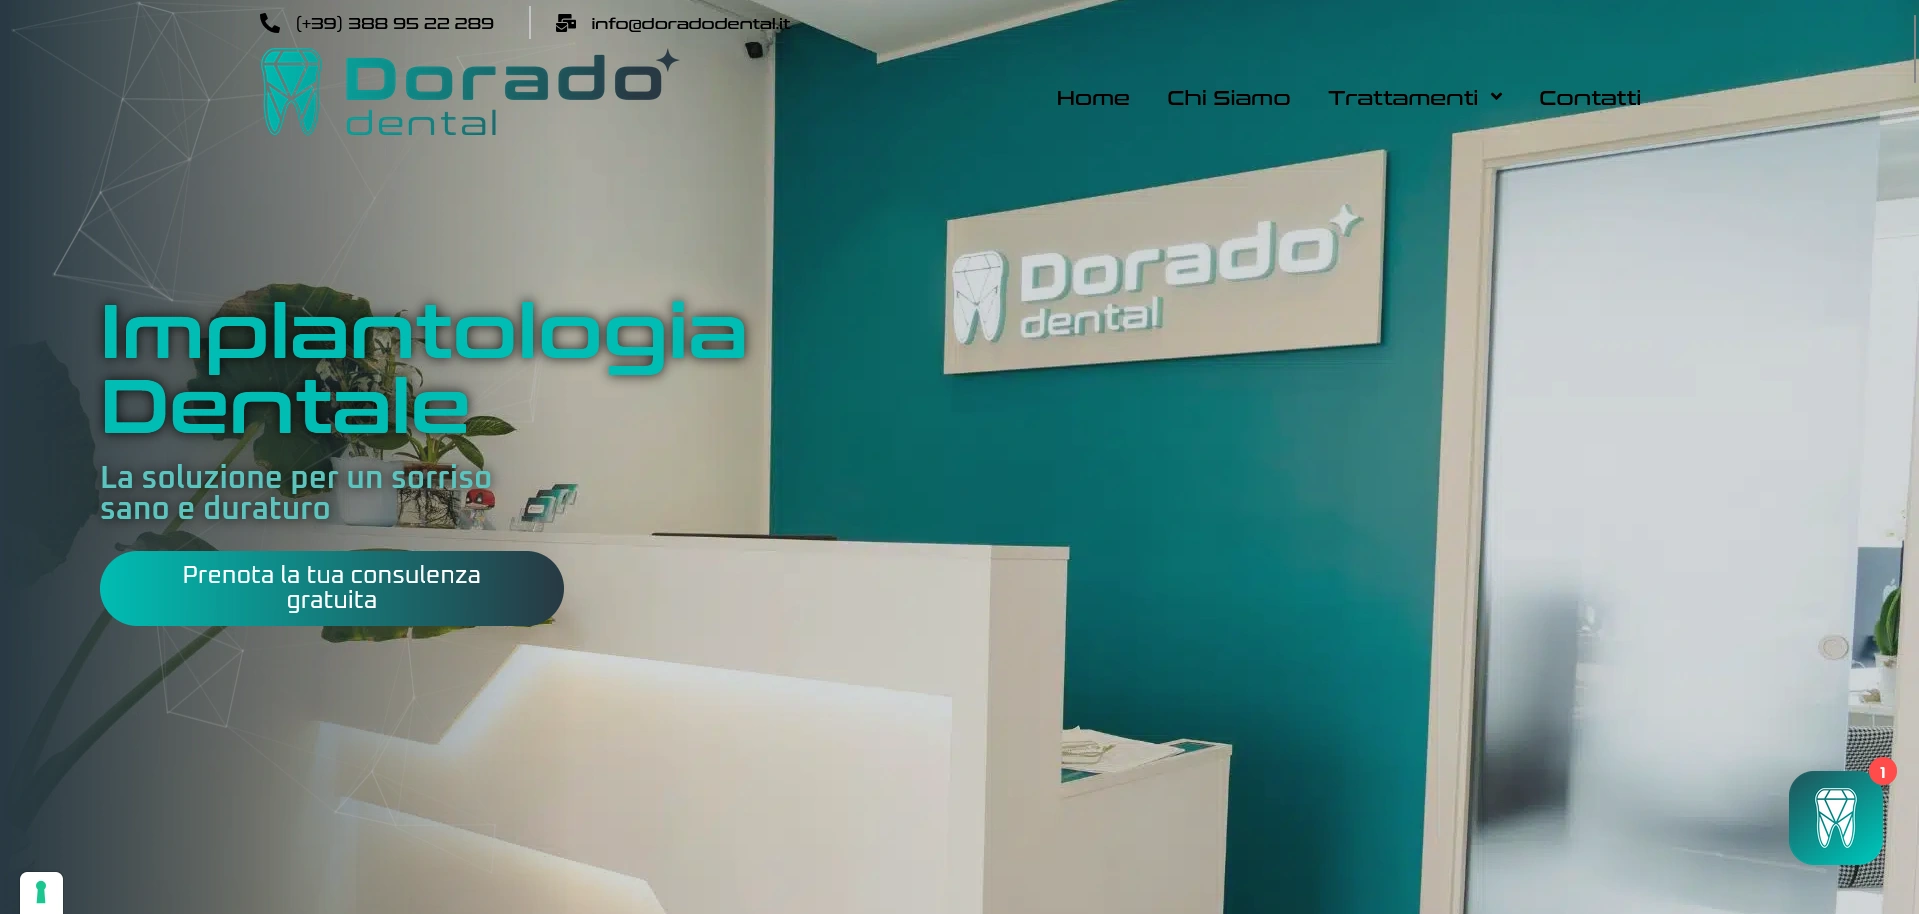 (+39) 388 95 22 289
info@doradodental.it
Dorado
dental
Home
Chi Siamo
Trattamenti
Contatti
Dorado
dental
Implantologia
Dentale
La soluzione per un sorriso
sano e duraturo
Prenota la tua consulenza
gratuita
1